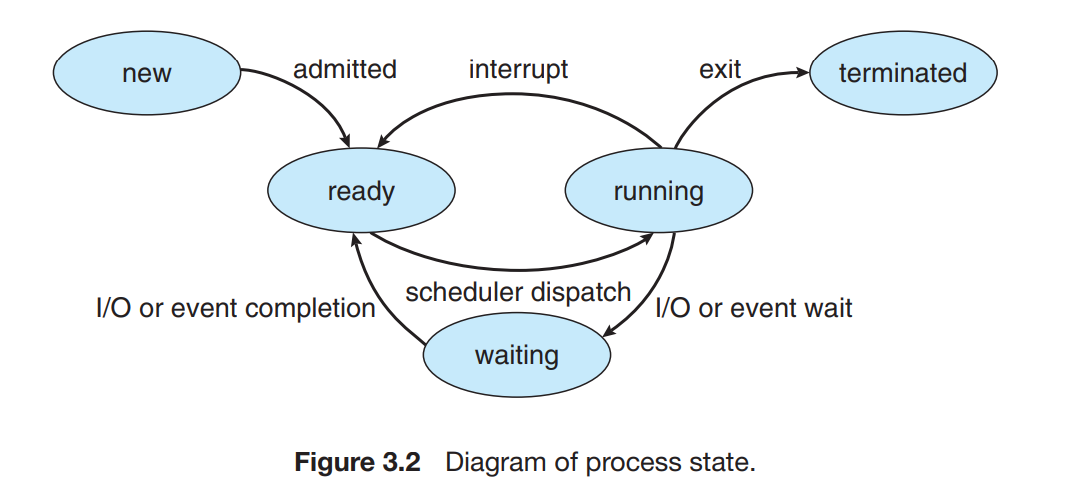 new
admitted
interrupt
exit
terminated
ready
running
I/O or event completion
scheduler dispatch
I/O or event wait
waiting
Figure 3.2 Diagram of process state.